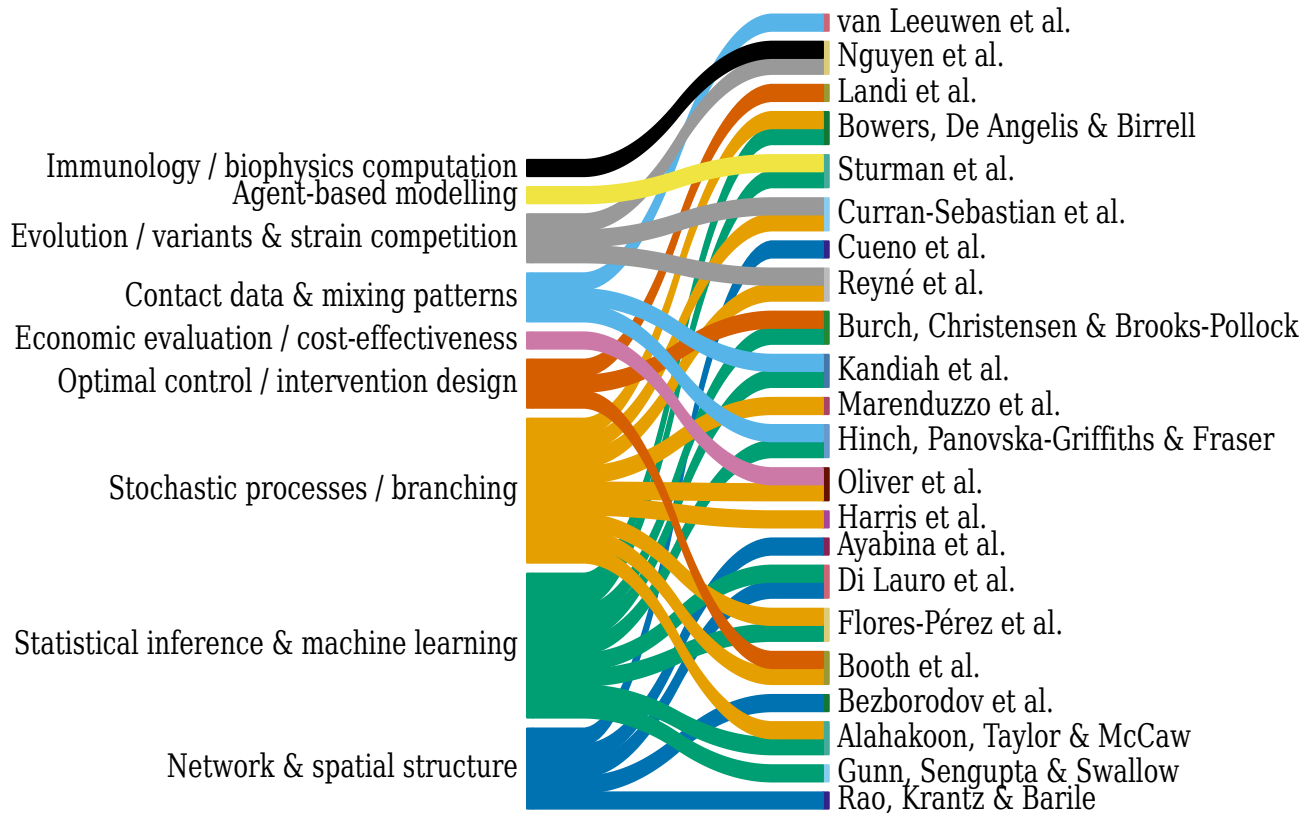 Immunology / biophysics computation
Agent-based modelling
Evolution / variants & strain competition
Contact data & mixing patterns
Economic evaluation / cost-effectiveness
Optimal control / intervention design
Stochastic processes / branching
Statistical inference & machine learning
Network & spatial structure
van Leeuwen et al.
Nguyen et al.
Landi et al.
Bowers, De Angelis & Birrell
Sturman et al.
Curran-Sebastian et al.
Cueno et al.
Reyné et al.
Burch, Christensen & Brooks-Pollock
Kandiah et al.
Marenduzzo et al.
Hinch, Panovska-Griffiths & Fraser
Oliver et al.
Harris et al.
Ayabina et al.
Di Lauro et al.
Flores-Pérez et al.
Booth et al.
Bezborodov et al.
Alahakoon, Taylor & McCaw
Gunn, Sengupta & Swallow
Rao, Krantz & Barile